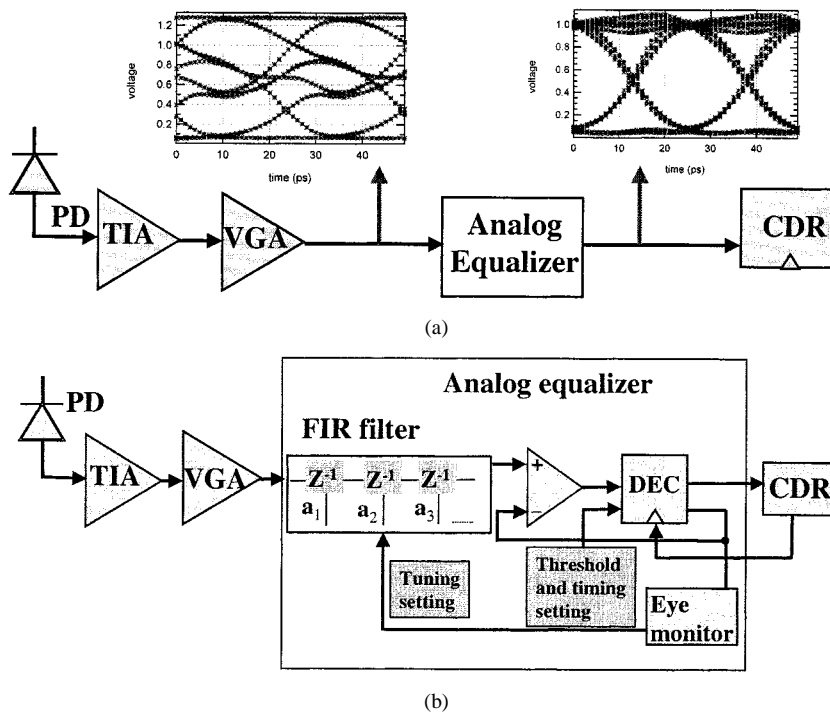 1.2
1.0
0.8
0.6
0.4
0.2
voltage
0 10 20 30 40
time (ps)
1.0
0.8
0.6
0.4
0.2
voltage
0 10 20 30 40
time (ps)
PD
TIA
VGA
Analog
Equalizer
CDR
(a)
Analog equalizer
PD
FIR filter
TIA
VGA
Z-1 Z-1 Z-1
a1 a2 a3
+
−
DEC
CDR
Tuning
setting
Threshold
and timing
setting
Eye
monitor
(b)